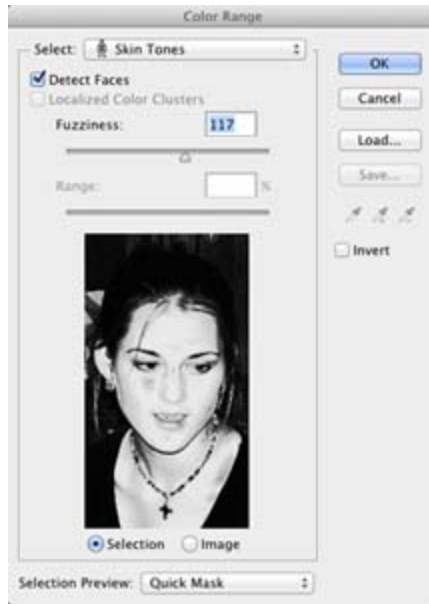 Color Range
Select: Skin Tones
OK
Detect Faces
Localized Color Clusters
Cancel
Fuzziness: 117
Load...
Range: %
Save...
Invert
Selection Image
Selection Preview: Quick Mask